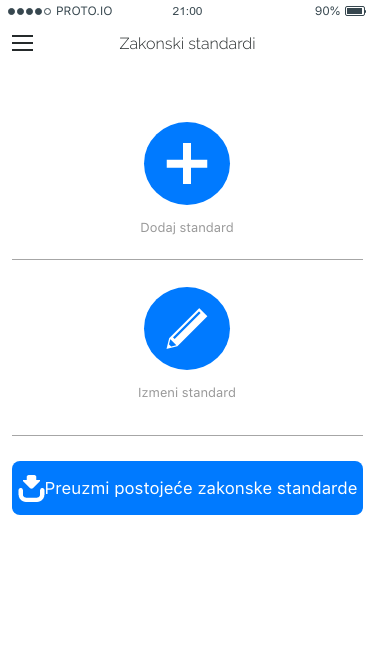 PROTO.IO 21:00 90%
Zakonski standardi
Dodaj standard
Izmeni standard
Preuzmi postojeće zakonske standarde